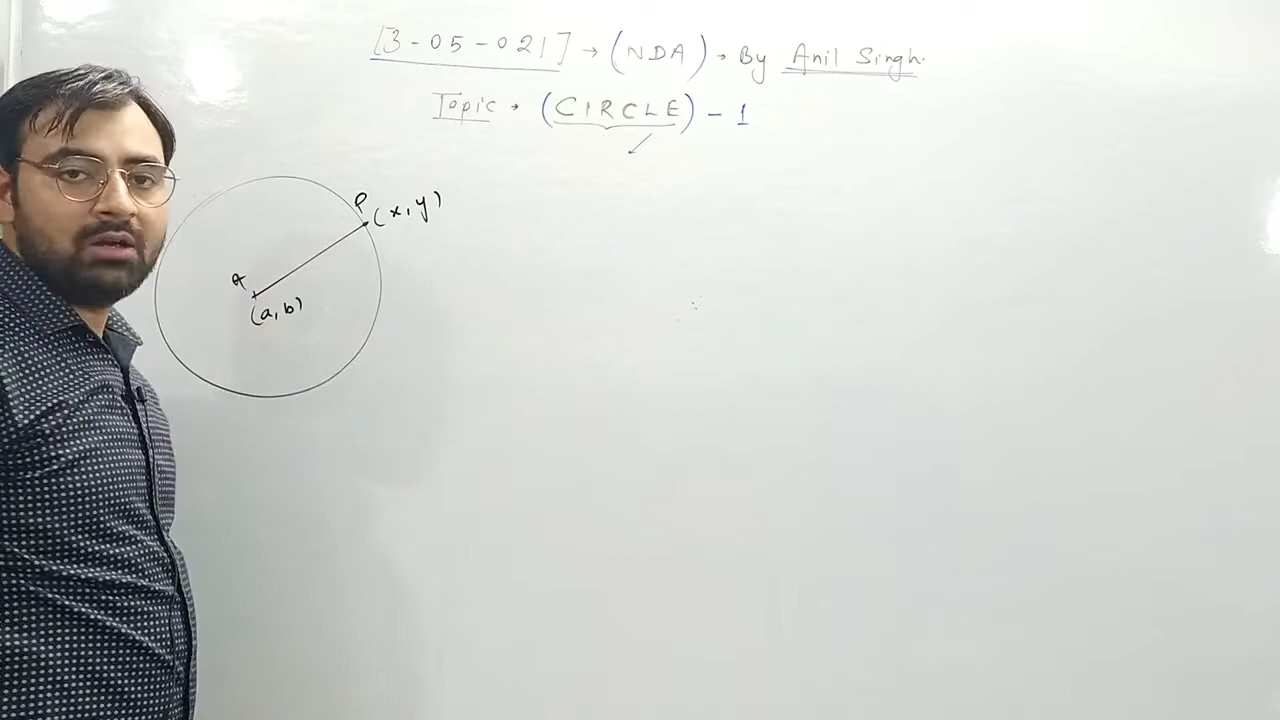 [3-05-021] → (NDA) → By Anil Singh.
Topic → (CIRCLE) - 1
P (x, y)
A
(a, b)